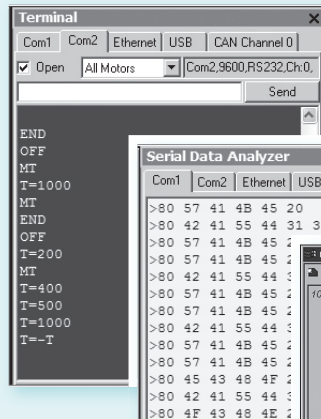 Terminal
Com1 Com2 Ethernet USB CAN Channel 0
Open All Motors Com2,9600,RS232,Ch:0,
Send
END
OFF
MT
T=1000
MT
END
OFF
T=200
MT
T=400
T=500
T=1000
T=-T
Serial Data Analyzer
Com1 Com2 Ethernet USB
>80 57 41 4B 45 20
>80 42 41 55 44 31
>80 57 41 4B 45
>80 57 41 4B 45
>80 42 41 55 44
>80 57 41 4B 45
>80 57 41 4B 45
>80 42 41 55 44
>80 57 41 4B 45
>80 57 41 4B 45
>80 45 43 48 4F
>80 42 41 55 44
>80 4F 43 48 4E